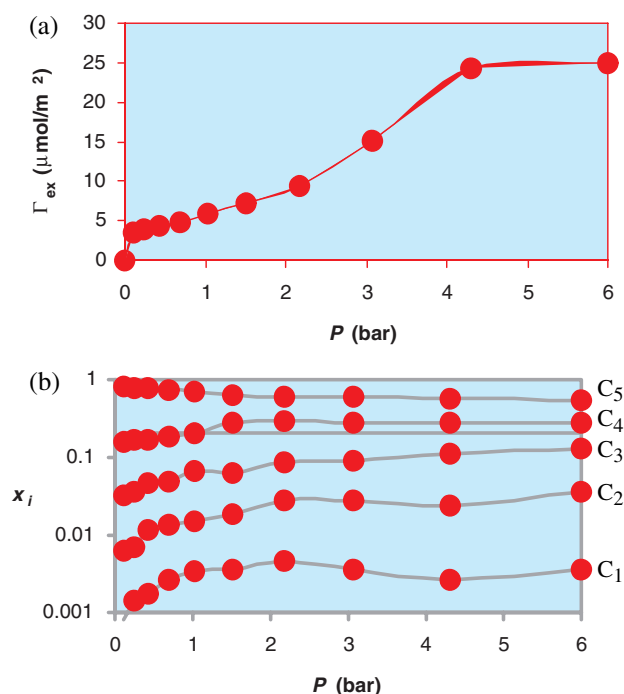 (a)
30
25
20
15
10
5
0
Γex (μmol/m²)
0 1 2 3 4 5 6
P (bar)
(b)
1
0.1
0.01
0.001
xi
C5
C4
C3
C2
C1
0 1 2 3 4 5 6
P (bar)